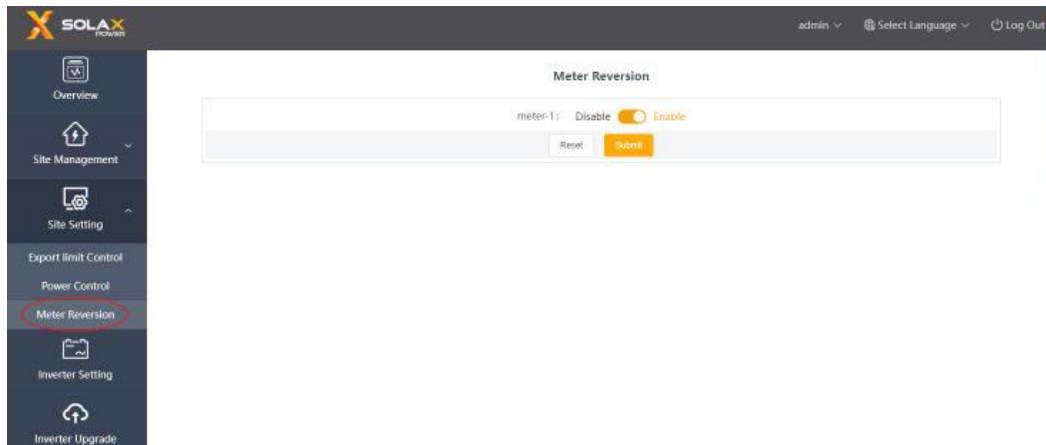 SOLAX
POWER
admin
Select Language
Log Out
Overview
Site Management
Site Setting
Export limit Control
Power Control
Meter Reversion
Inverter Setting
Inverter Upgrade
Meter Reversion
meter-1: Disable Enable
Reset Submit